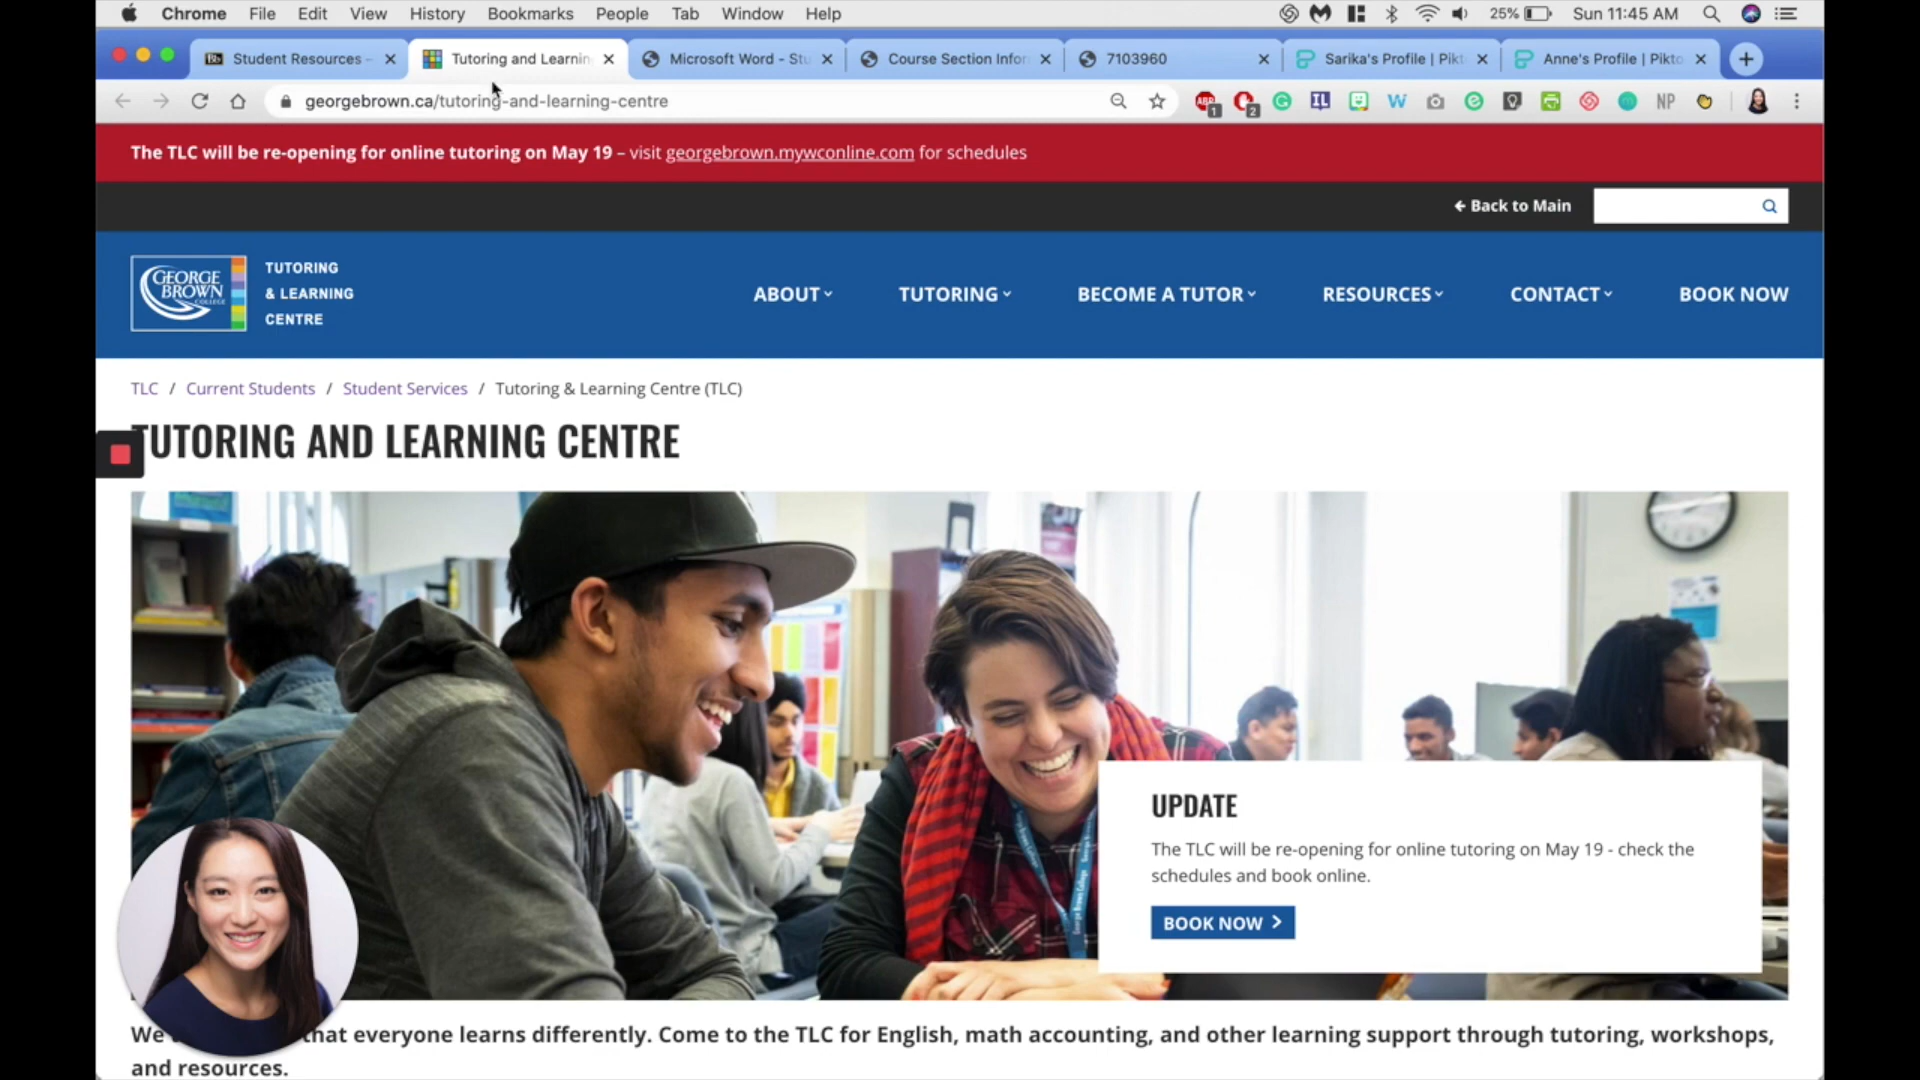 Chrome File Edit View History Bookmarks People Tab Window Help 25% Sun 11:45 AM
Student Resources - Tutoring and Learnin Microsoft Word - Stu Course Section Infor 7103960 Sarika's Profile | Pikt Anne's Profile | Pikto
georgebrown.ca/tutoring-and-learning-centre
ABP 1 2 IL W NP
The TLC will be re-opening for online tutoring on May 19 – visit georgebrown.mywconline.com for schedules
Back to Main
GEORGE
BROWN
COLLEGE
TUTORING
& LEARNING
CENTRE
ABOUT TUTORING BECOME A TUTOR RESOURCES CONTACT BOOK NOW
TLC / Current Students / Student Services / Tutoring & Learning Centre (TLC)
TUTORING AND LEARNING CENTRE
UPDATE
The TLC will be re-opening for online tutoring on May 19 - check the
schedules and book online.
BOOK NOW
We that everyone learns differently. Come to the TLC for English, math accounting, and other learning support through tutoring, workshops,
and resources.